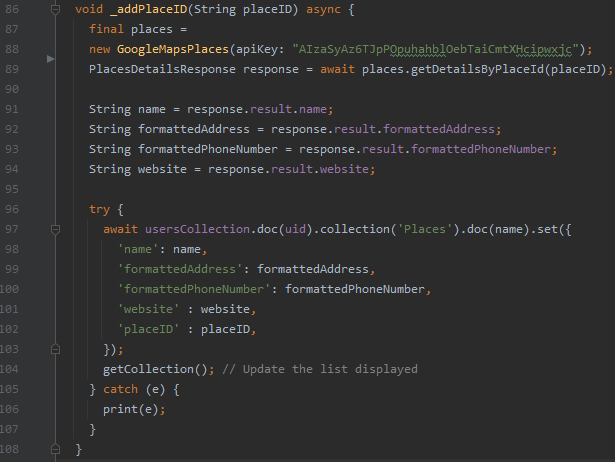 86 void _addPlaceID(String placeID) async {
87 final places =
88 new GoogleMapsPlaces(apiKey: "AIzaSyAz6TJpPOpuhahblOebTaiCmtXHcipwxjc");
89 PlacesDetailsResponse response = await places.getDetailsByPlaceId(placeID);
90
91 String name = response.result.name;
92 String formattedAddress = response.result.formattedAddress;
93 String formattedPhoneNumber = response.result.formattedPhoneNumber;
94 String website = response.result.website;
95
96 try {
97 await usersCollection.doc(uid).collection('Places').doc(name).set({
98 'name': name,
99 'formattedAddress': formattedAddress,
100 'formattedPhoneNumber': formattedPhoneNumber,
101 'website' : website,
102 'placeID' : placeID,
103 });
104 getCollection(); // Update the list displayed
105 } catch (e) {
106 print(e);
107 }
108 }